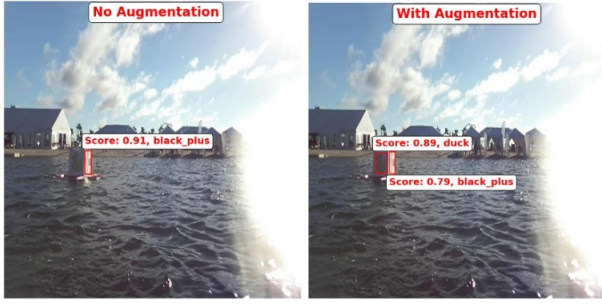 No Augmentation
With Augmentation
Score: 0.91, black_plus
Score: 0.89, duck
Score: 0.79, black_plus